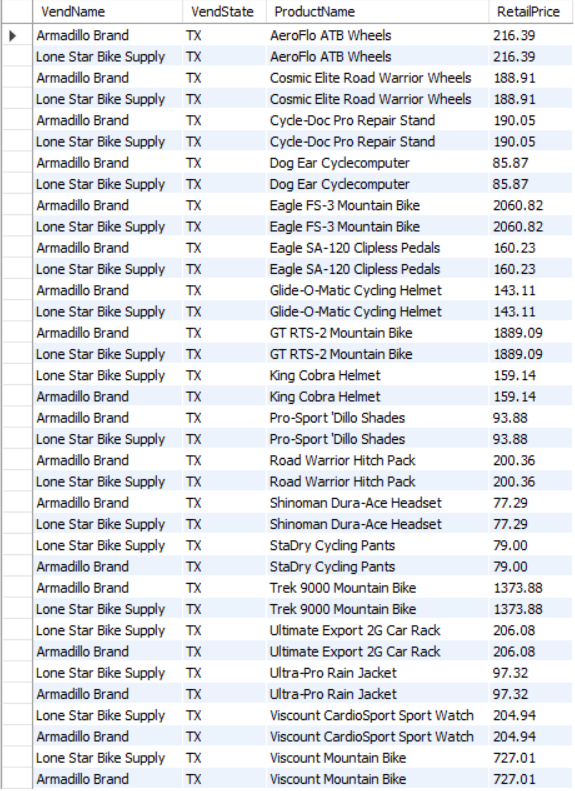 VendName VendState ProductName RetailPrice
Armadillo Brand TX AeroFlo ATB Wheels 216.39
Lone Star Bike Supply TX AeroFlo ATB Wheels 216.39
Armadillo Brand TX Cosmic Elite Road Warrior Wheels 188.91
Lone Star Bike Supply TX Cosmic Elite Road Warrior Wheels 188.91
Armadillo Brand TX Cycle-Doc Pro Repair Stand 190.05
Lone Star Bike Supply TX Cycle-Doc Pro Repair Stand 190.05
Armadillo Brand TX Dog Ear Cyclecomputer 85.87
Lone Star Bike Supply TX Dog Ear Cyclecomputer 85.87
Armadillo Brand TX Eagle FS-3 Mountain Bike 2060.82
Lone Star Bike Supply TX Eagle FS-3 Mountain Bike 2060.82
Armadillo Brand TX Eagle SA-120 Clipless Pedals 160.23
Lone Star Bike Supply TX Eagle SA-120 Clipless Pedals 160.23
Armadillo Brand TX Glide-O-Matic Cycling Helmet 143.11
Lone Star Bike Supply TX Glide-O-Matic Cycling Helmet 143.11
Armadillo Brand TX GT RTS-2 Mountain Bike 1889.09
Lone Star Bike Supply TX GT RTS-2 Mountain Bike 1889.09
Lone Star Bike Supply TX King Cobra Helmet 159.14
Armadillo Brand TX King Cobra Helmet 159.14
Armadillo Brand TX Pro-Sport 'Dillo Shades 93.88
Lone Star Bike Supply TX Pro-Sport 'Dillo Shades 93.88
Armadillo Brand TX Road Warrior Hitch Pack 200.36
Lone Star Bike Supply TX Road Warrior Hitch Pack 200.36
Armadillo Brand TX Shinoman Dura-Ace Headset 77.29
Lone Star Bike Supply TX Shinoman Dura-Ace Headset 77.29
Lone Star Bike Supply TX StaDry Cycling Pants 79.00
Armadillo Brand TX StaDry Cycling Pants 79.00
Armadillo Brand TX Trek 9000 Mountain Bike 1373.88
Lone Star Bike Supply TX Trek 9000 Mountain Bike 1373.88
Lone Star Bike Supply TX Ultimate Export 2G Car Rack 206.08
Armadillo Brand TX Ultimate Export 2G Car Rack 206.08
Lone Star Bike Supply TX Ultra-Pro Rain Jacket 97.32
Armadillo Brand TX Ultra-Pro Rain Jacket 97.32
Lone Star Bike Supply TX Viscount CardioSport Sport Watch 204.94
Armadillo Brand TX Viscount CardioSport Sport Watch 204.94
Lone Star Bike Supply TX Viscount Mountain Bike 727.01
Armadillo Brand TX Viscount Mountain Bike 727.01